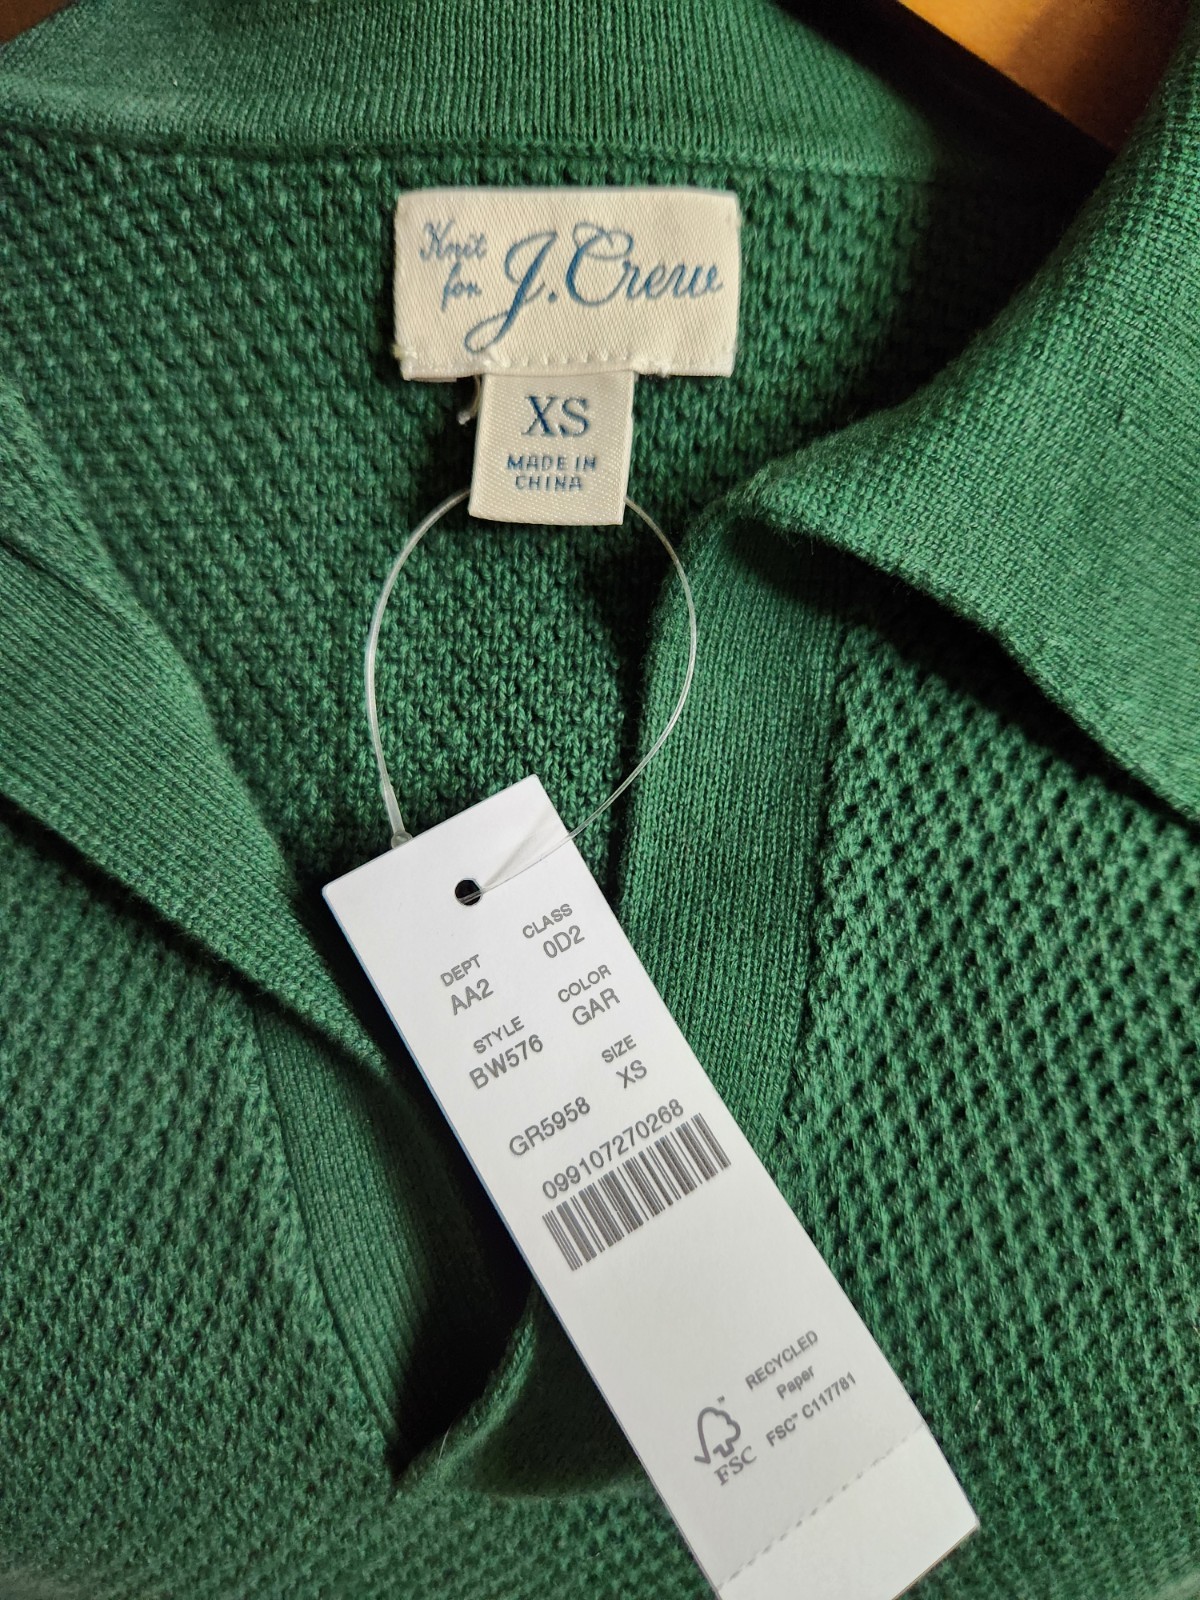 Knit
for J.Crew
XS
MADE IN
CHINA
DEPT CLASS
AA2 0D2
STYLE COLOR
BW576 GAR
SIZE
GR5958 XS
099107270268
RECYCLED
Paper
FSC™ C117781
FSC